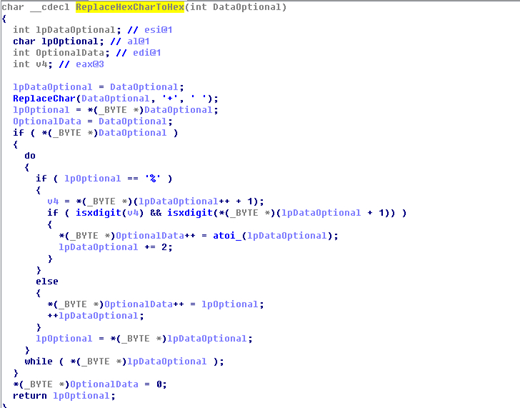 char __cdecl ReplaceHexCharToHex(int DataOptional)
{
  int lpDataOptional; // esi@1
  char lpOptional; // al@1
  int OptionalData; // edi@1
  int v4; // eax@3

  lpDataOptional = DataOptional;
  ReplaceChar(DataOptional, '+', ' ');
  lpOptional = *(_BYTE *)DataOptional;
  OptionalData = DataOptional;
  if ( *(_BYTE *)DataOptional )
  {
    do
    {
      if ( lpOptional == '%' )
      {
        v4 = *(_BYTE *)(lpDataOptional++ + 1);
        if ( isxdigit(v4) && isxdigit(*(_BYTE *)(lpDataOptional + 1)) )
        {
          *(_BYTE *)OptionalData++ = atoi_(lpDataOptional);
          lpDataOptional += 2;
        }
      }
      else
      {
        *(_BYTE *)OptionalData++ = lpOptional;
        ++lpDataOptional;
      }
      lpOptional = *(_BYTE *)lpDataOptional;
    }
    while ( *(_BYTE *)lpDataOptional );
  }
  *(_BYTE *)OptionalData = 0;
  return lpOptional;
}